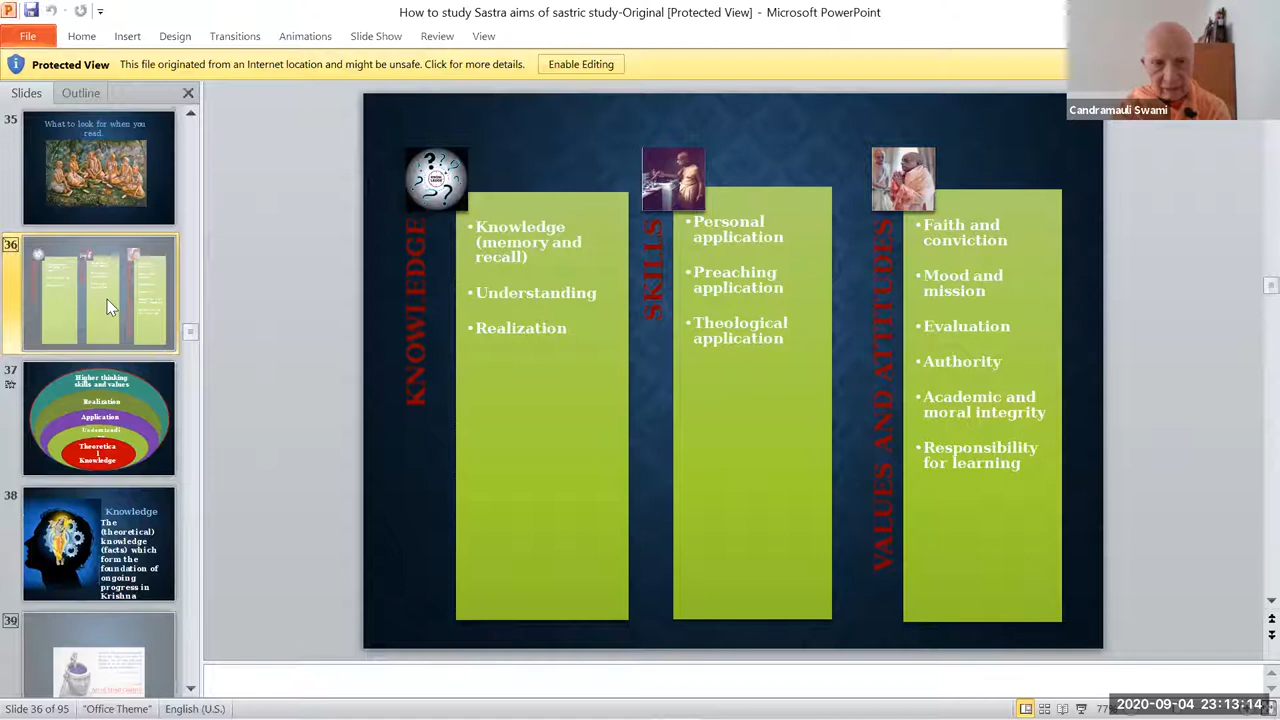 How to study Sastra aims of sastric study-Original [Protected View] - Microsoft PowerPoint
File
Home
Insert
Design
Transitions
Animations
Slide Show
Review
View
Protected View
This file originated from an Internet location and might be unsafe. Click for more details.
Enable Editing
Candramauli Swami
Slides
Outline
35
What to look for when you
read.
36
37
Higher thinking
skills and values
Realization
Application
Theoretica
l
Knowledge
38
Knowledge
The
(theoretical)
knowledge
(facts) which
form the
foundation of
ongoing
progress in
Krishna
39
KNOWLEDGE
•Knowledge
(memory and
recall)
•Understanding
•Realization
SKILLS
•Personal
application
•Preaching
application
•Theological
application
VALUES AND ATTITUDES
•Faith and
conviction
•Mood and
mission
•Evaluation
•Authority
•Academic and
moral integrity
•Responsibility
for learning
Slide 36 of 95
"Office Theme"
English (U.S.)
2020-09-04 23:13:14